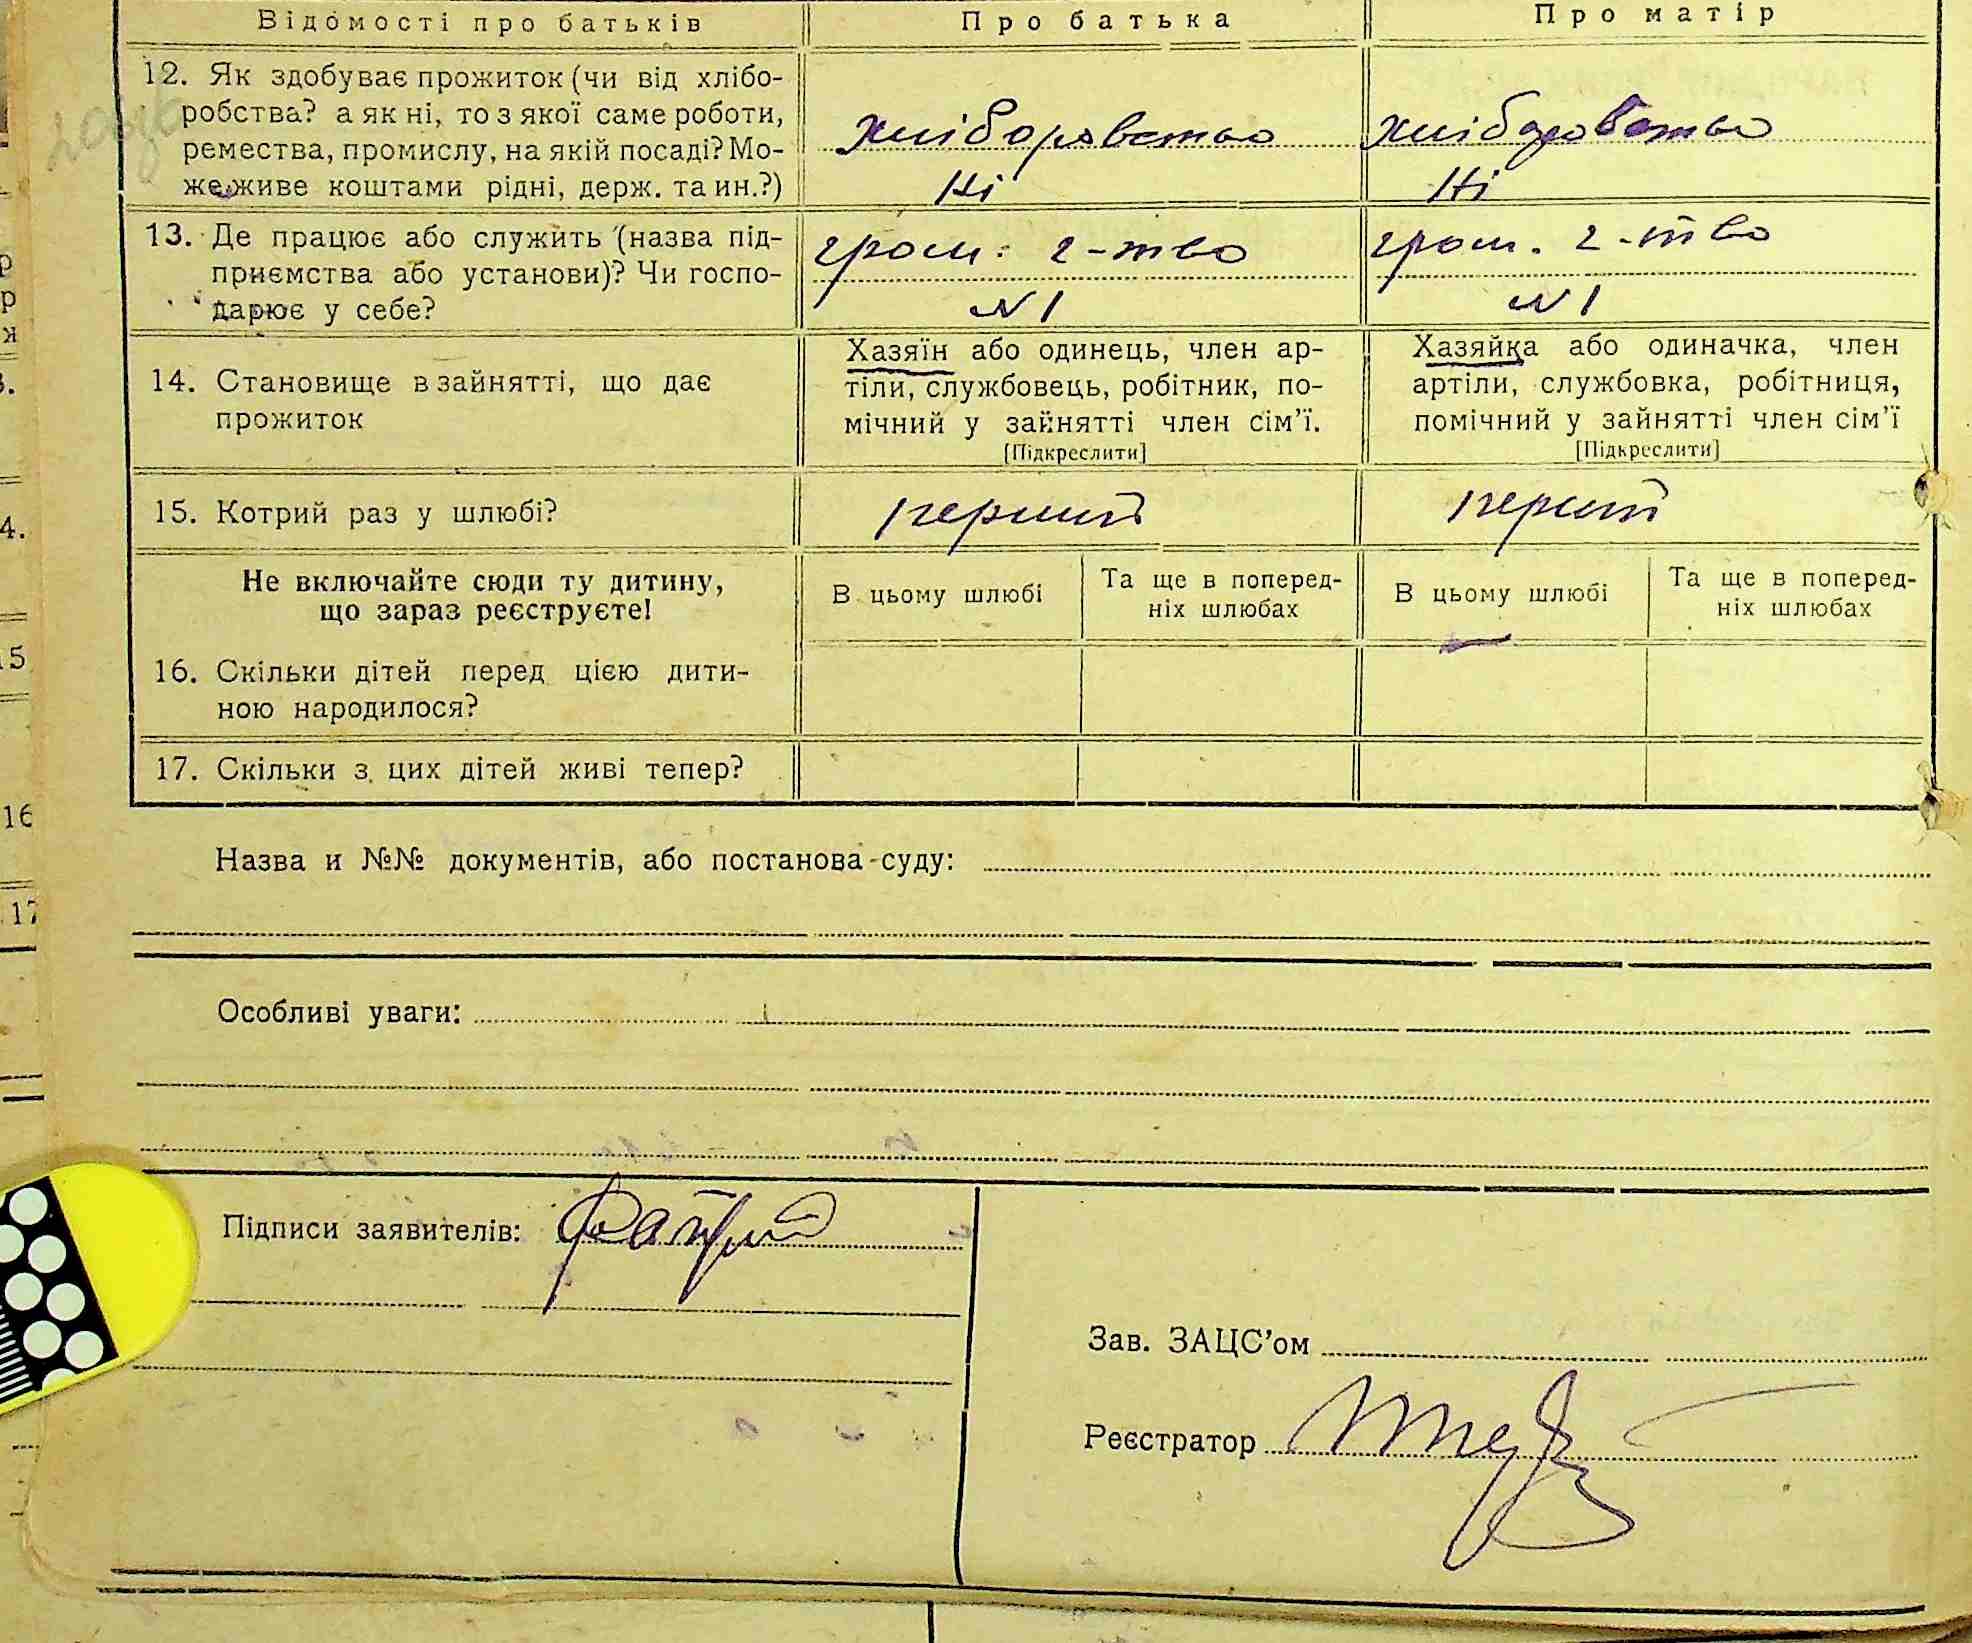 Відомості про батьків Про батька Про матір
12. Як здобуває прожиток (чи від хлібо-
робства? а як ні, то з якої саме роботи,
ремества, промислу, на якій посаді? Мо-
же живе коштами рідні, держ. та ин.?)
хліборобство хліборобство
Ні Ні
13. Де працює або служить (назва під-
приємства або установи)? Чи госпо-
дарює у себе?
гром. г-тво гром. г-тво
№1 №1
14. Становище в зайнятті, що дає
прожиток
Хазяїн або одинець, член ар-
тіли, службовець, робітник, по-
мічний у зайнятті член сім’ї.
[Підкреслити]
Хазяйка або одиначка, член
артіли, службовка, робітниця,
помічний у зайнятті член сім’ї
[Підкреслити]
15. Котрий раз у шлюбі? перший перший
Не включайте сюди ту дитину,
що зараз реєструєте!
В цьому шлюбі
Та ще в поперед-
ніх шлюбах
В цьому шлюбі
Та ще в поперед-
ніх шлюбах
16. Скільки дітей перед цією дити-
ною народилося?
17. Скільки з цих дітей живі тепер?
Назва и №№ документів, або постанова суду:
Особливі уваги:
Підписи заявителів:
Зав. ЗАЦС’ом
Реєстратор
р
р
я
3.
4.
15
16
17